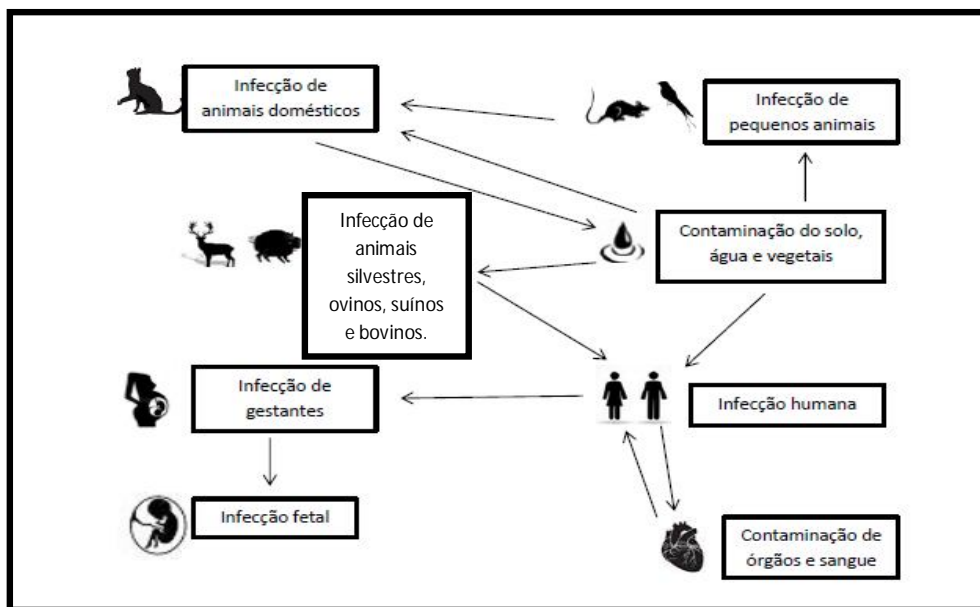 Infecção de
animais domésticos
Infecção de
pequenos animais
Infecção de
animais
silvestres,
ovinos, suínos
e bovinos.
Contaminação do solo,
água e vegetais
Infecção de
gestantes
Infecção humana
Infecção fetal
Contaminação de
órgãos e sangue